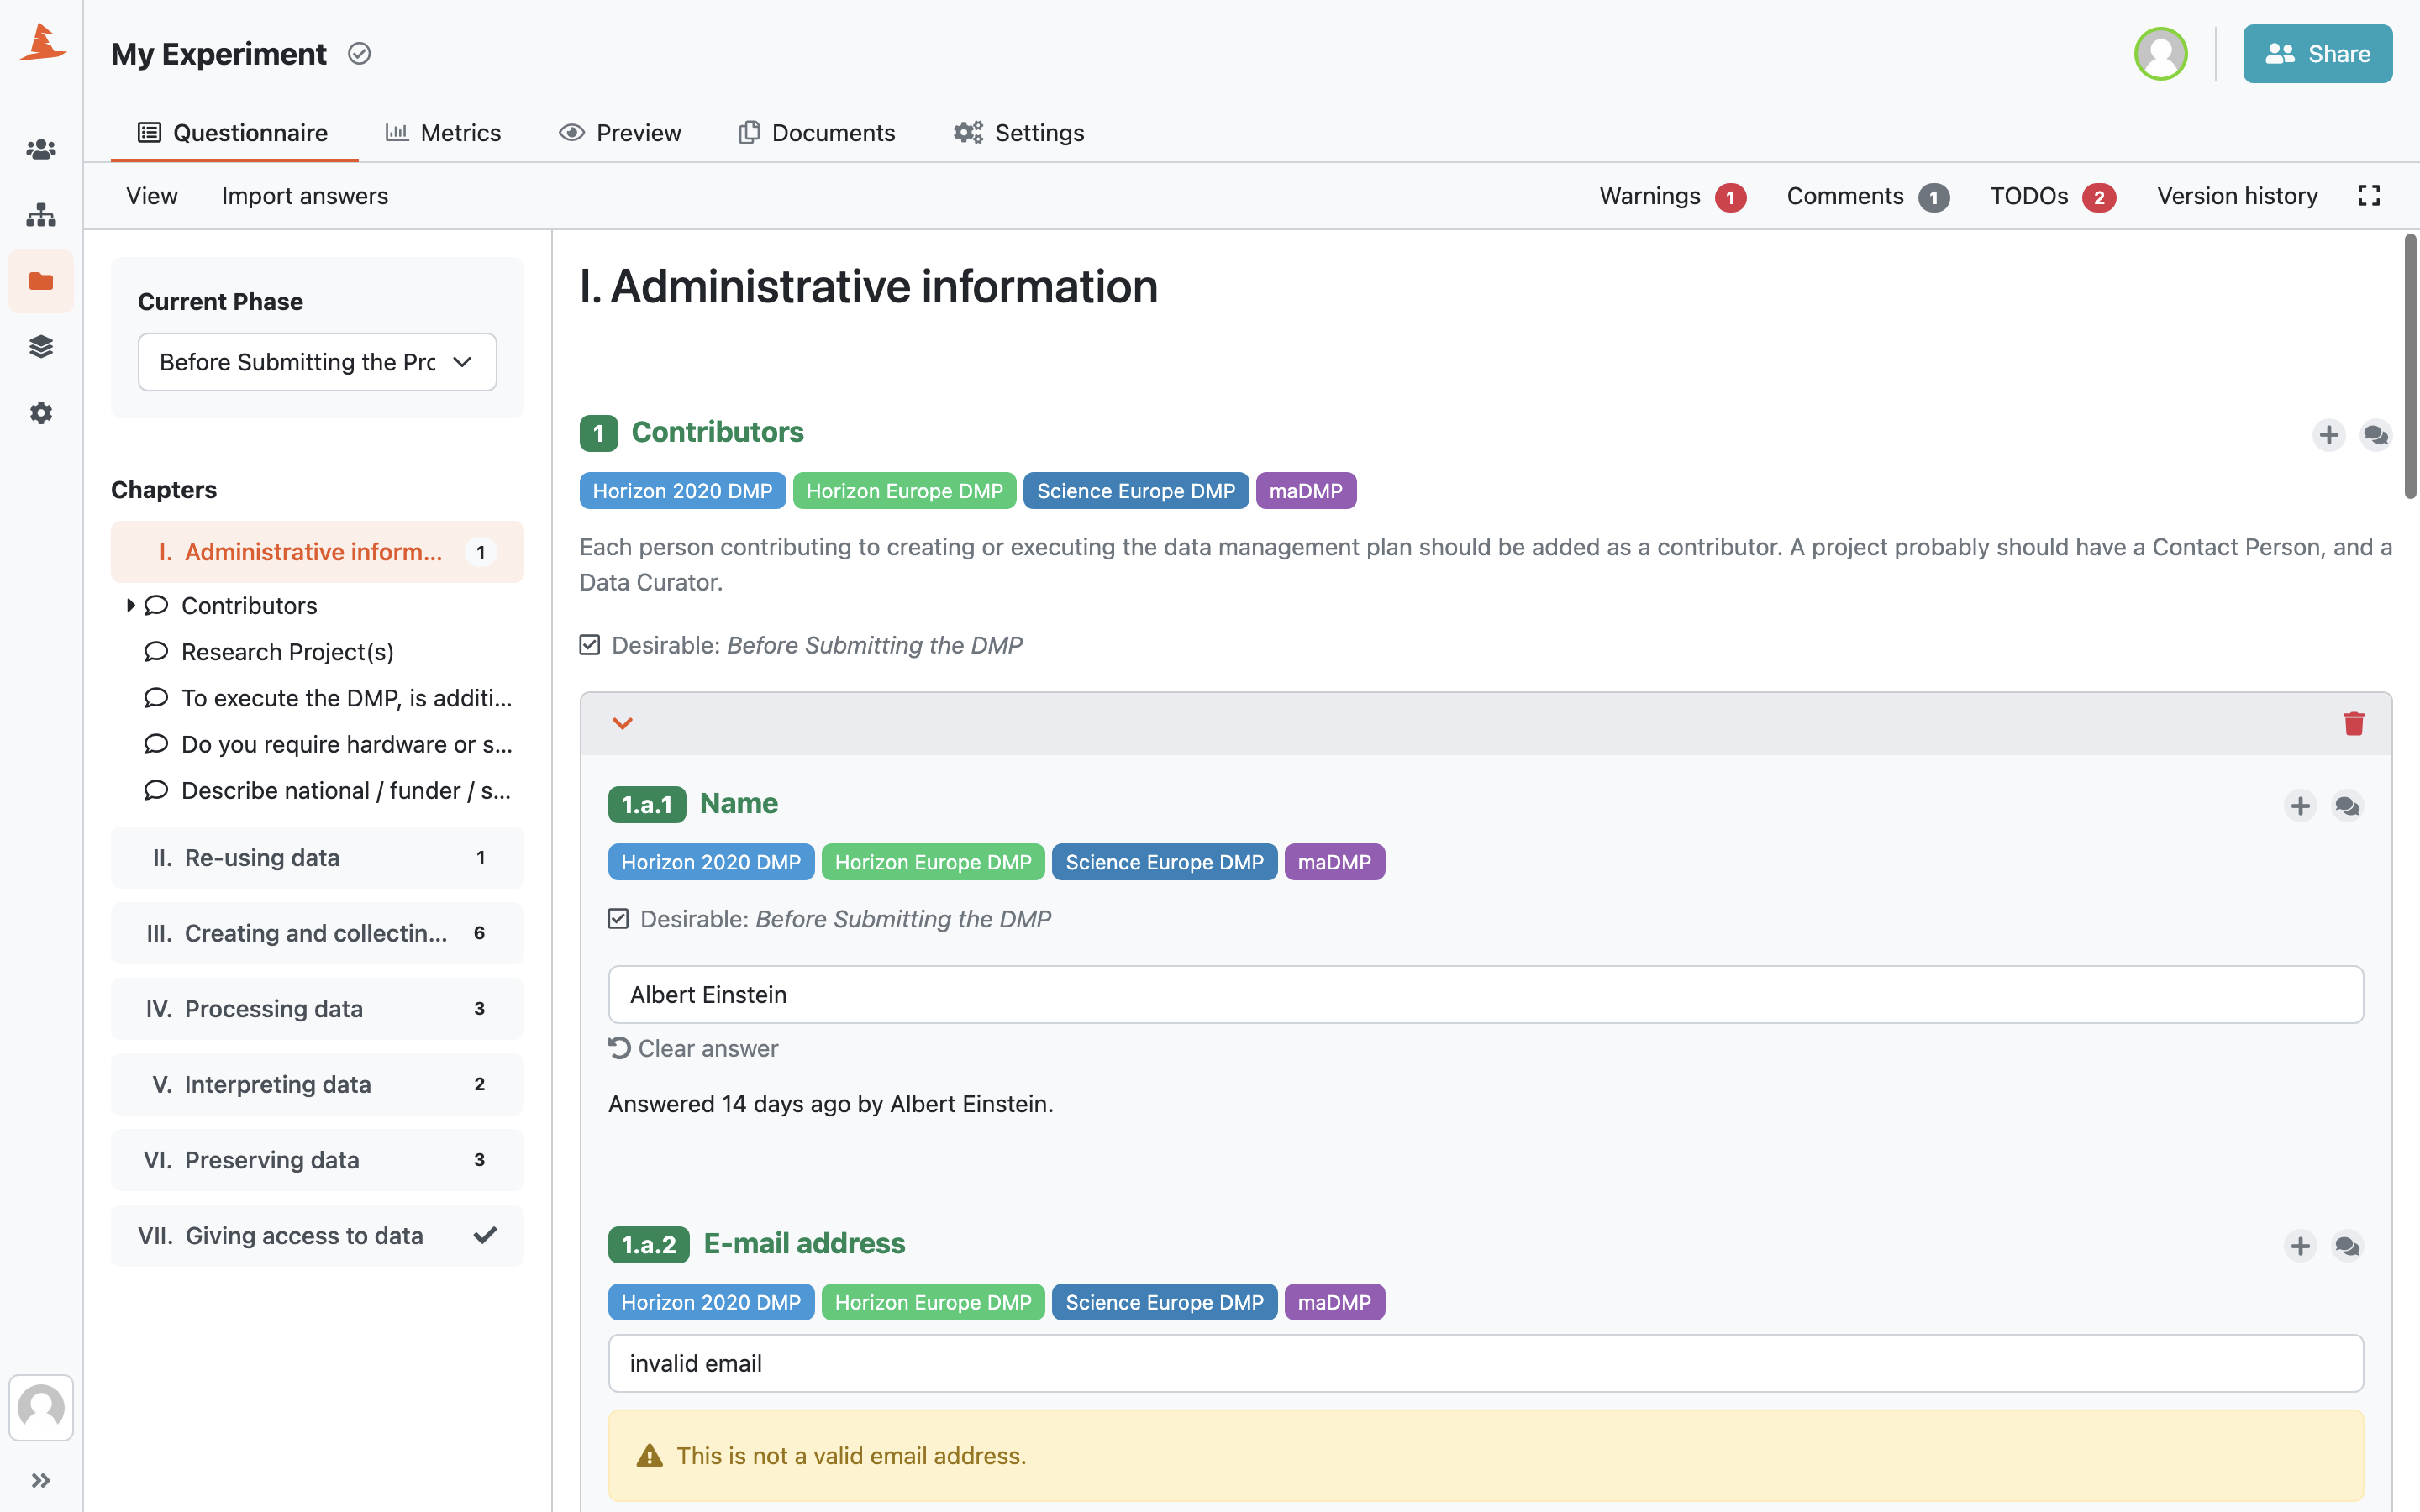 My Experiment
Share
Questionnaire
Metrics
Preview
Documents
Settings
View
Import answers
Warnings 1
Comments 1
TODOs 2
Version history
Current Phase
Before Submitting the Prc
Chapters
I. Administrative inform... 1
Contributors
Research Project(s)
To execute the DMP, is additi...
Do you require hardware or s...
Describe national / funder / s...
II. Re-using data 1
III. Creating and collectin... 6
IV. Processing data 3
V. Interpreting data 2
VI. Preserving data 3
VII. Giving access to data
I. Administrative information
1 Contributors
Horizon 2020 DMP Horizon Europe DMP Science Europe DMP maDMP
Each person contributing to creating or executing the data management plan should be added as a contributor. A project probably should have a Contact Person, and a
Data Curator.
Desirable: Before Submitting the DMP
1.a.1 Name
Horizon 2020 DMP Horizon Europe DMP Science Europe DMP maDMP
Desirable: Before Submitting the DMP
Albert Einstein
Clear answer
Answered 14 days ago by Albert Einstein.
1.a.2 E-mail address
Horizon 2020 DMP Horizon Europe DMP Science Europe DMP maDMP
invalid email
This is not a valid email address.